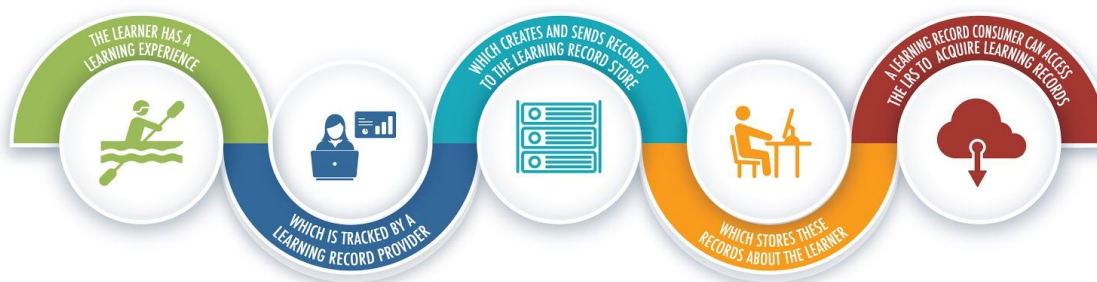 THE LEARNER HAS A
LEARNING EXPERIENCE
WHICH IS TRACKED BY A
LEARNING RECORD PROVIDER
WHICH CREATES AND SENDS RECORDS
TO THE LEARNING RECORD STORE
WHICH STORES THESE
RECORDS ABOUT THE LEARNER
A LEARNING RECORD CONSUMER CAN ACCESS
THE LRS TO ACQUIRE LEARNING RECORDS